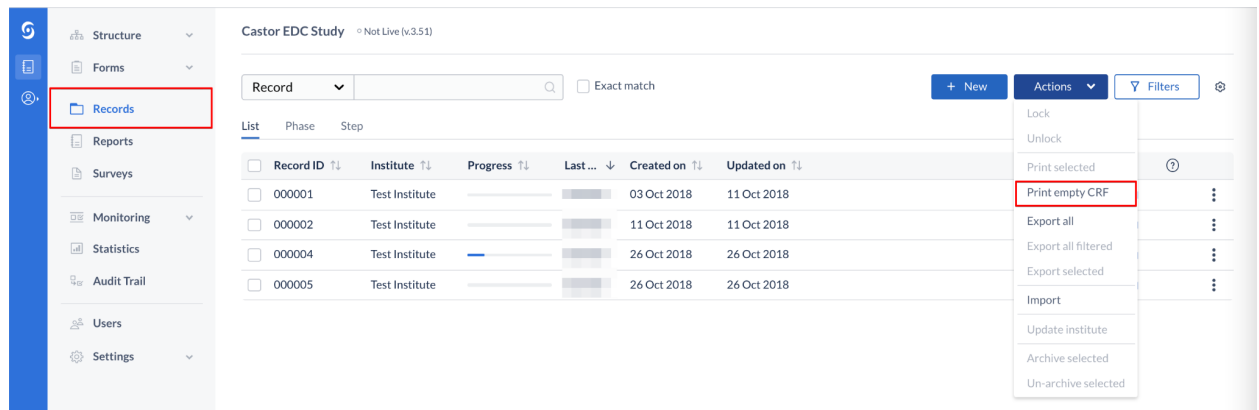 Castor EDC Study Not Live (v.3.51)
Structure
Forms
Records
Reports
Surveys
Monitoring
Statistics
Audit Trail
Users
Settings
Record Exact match + New Actions Filters
List Phase Step
Record ID Institute Progress Last ... Created on Updated on
000001 Test Institute 03 Oct 2018 11 Oct 2018
000002 Test Institute 11 Oct 2018 11 Oct 2018
000004 Test Institute 26 Oct 2018 26 Oct 2018
000005 Test Institute 26 Oct 2018 26 Oct 2018
Lock
Unlock
Print selected
Print empty CRF
Export all
Export all filtered
Export selected
Import
Update institute
Archive selected
Un-archive selected